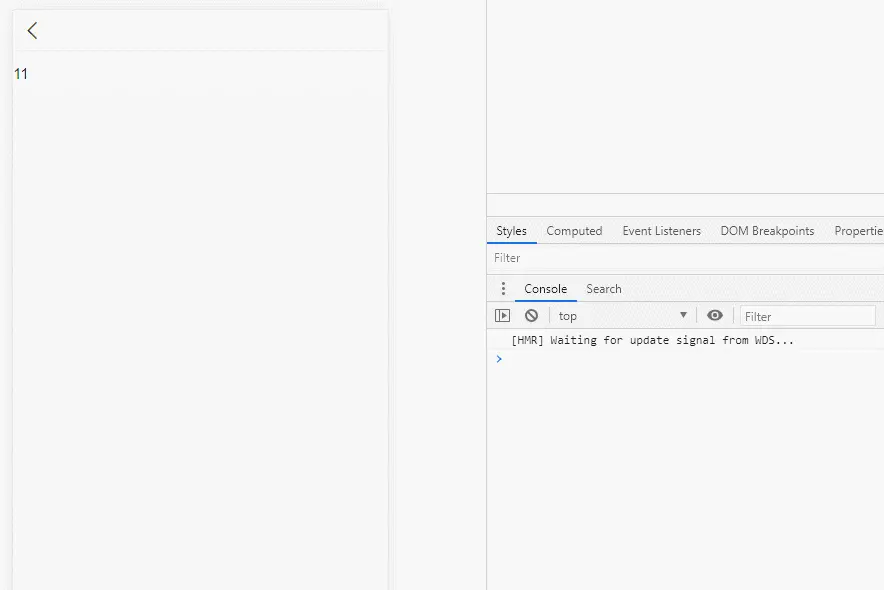 11
Styles Computed Event Listeners DOM Breakpoints Propertie
Filter
Console Search
top Filter
[HMR] Waiting for update signal from WDS...